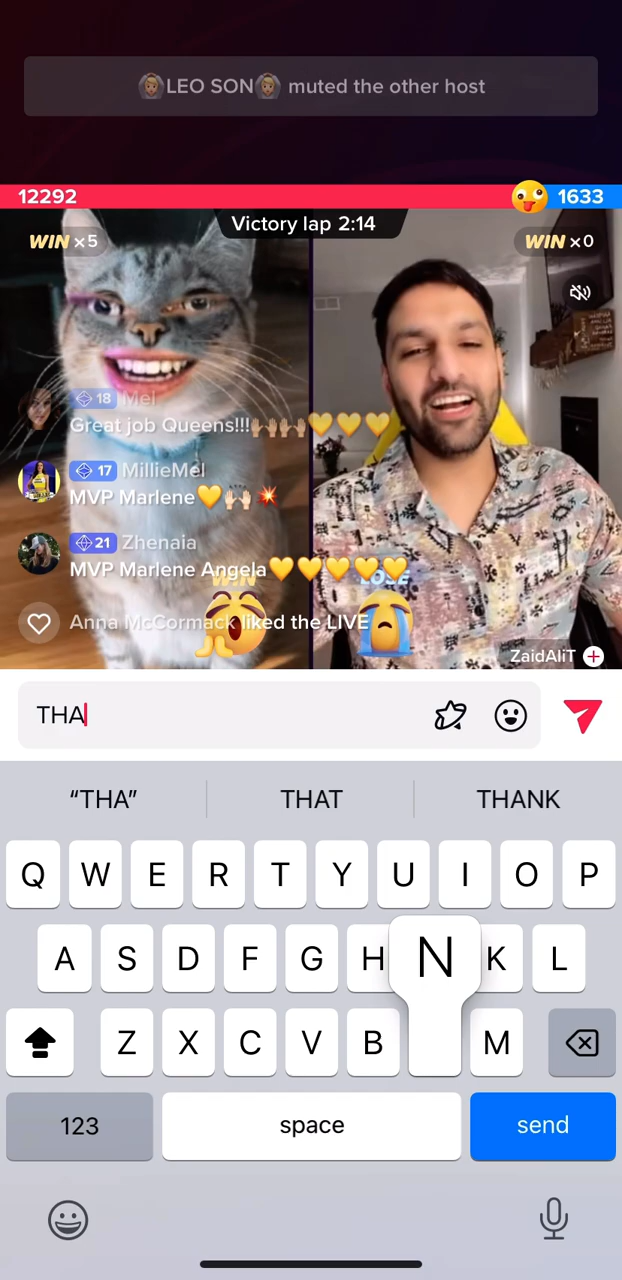 🙆🏽LEO SON🙆🏽 muted the other host
12292 1633
Victory lap 2:14
WIN ×5 WIN ×0
18 Mel
Great job Queens!!!🙌🏽🙌🏽🙌🏽💛💛💛
17 MillieMel
MVP Marlene💛🙌🏻💥
21 Zhenaia
MVP Marlene Angela💛💛💛💛💛
WIN LOSE
Anna McCormack liked the LIVE
ZaidAliT +
THA
“THA” THAT THANK
Q W E R T Y U I O P
A S D F G H N K L
Z X C V B M
123 space send